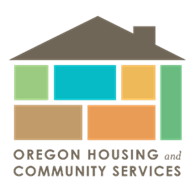 OREGON HOUSING and
COMMUNITY SERVICES